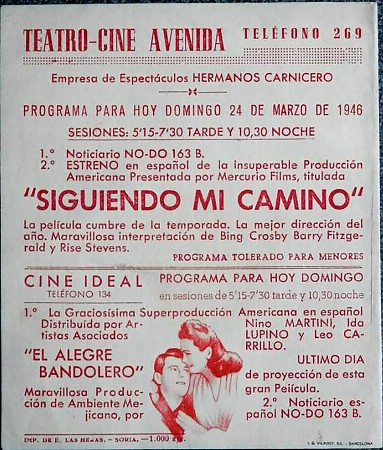 TEATRO-CINE AVENIDA TELÉFONO 269
Empresa de Espectáculos HERMANOS CARNICERO
PROGRAMA PARA HOY DOMINGO 24 DE MARZO DE 1946
SESIONES: 5'15-7'30 TARDE Y 10,30 NOCHE
1.º Noticiario NO-DO 163 B.
2.º ESTRENO en español de la Insuperable Producción
Americana Presentada por Mercurio Films, titulada
"SIGUIENDO MI CAMINO"
La película cumbre de la temporada. La mejor dirección del
año. Maravillosa interpretación de Bing Crosby Barry Fitzge-
rald y Rise Stevens.
PROGRAMA TOLERADO PARA MENORES
CINE IDEAL
TELÉFONO 134
PROGRAMA PARA HOY DOMINGO
en sesiones de 5'15-7'30 tarde y 10,30 noche
1.º La Graciosísima Superproducción Americana en español
Distribuída por Ar-
tistas Asociados
"EL ALEGRE
BANDOLERO"
Maravillosa Produc-
ción de Ambiente Me-
jicano, por
Nino MARTINI, Ida
LUPINO y Leo CA-
RRILLO.
ULTIMO DIA
de proyección de esta
gran Película.
2.º Noticiario es-
pañol NO-DO 163 B.
IMP. DE E. LAS HERAS. - SORIA. -1.000
I. G. VILADOT, S.L. - BARCELONA